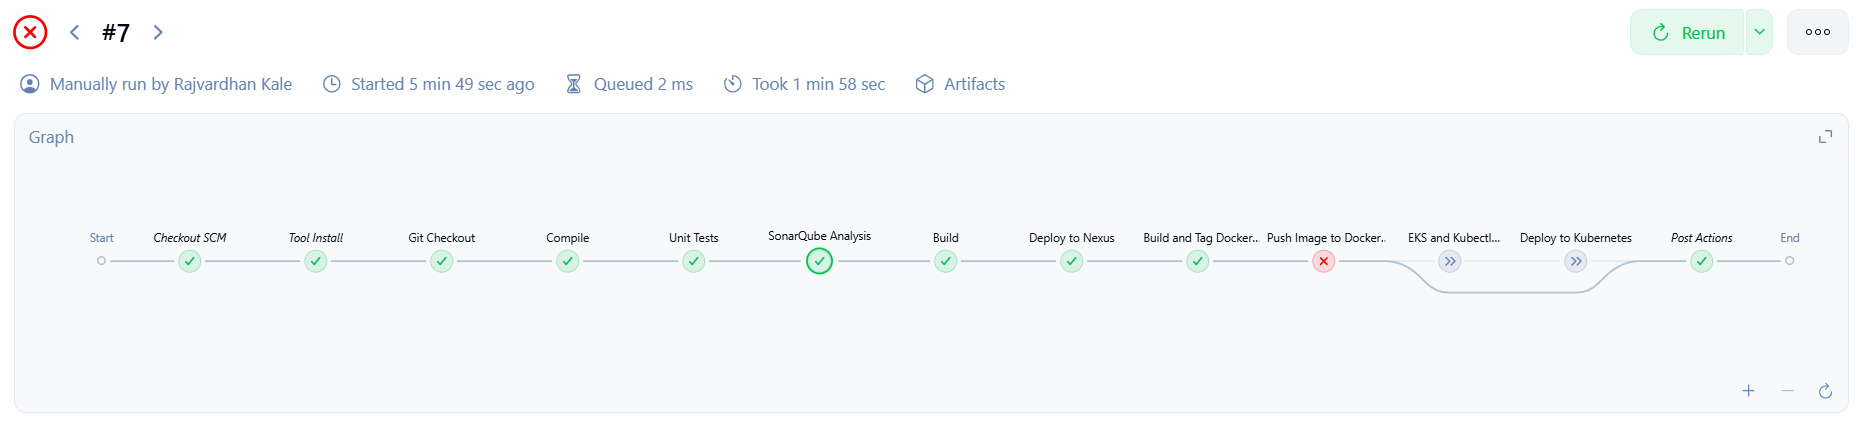 #7
Rerun
Manually run by Rajvardhan Kale
Started 5 min 49 sec ago
Queued 2 ms
Took 1 min 58 sec
Artifacts
Graph
Start
Checkout SCM
Tool Install
Git Checkout
Compile
Unit Tests
SonarQube Analysis
Build
Deploy to Nexus
Build and Tag Docker...
Push Image to Docker...
EKS and Kubectl...
Deploy to Kubernetes
Post Actions
End